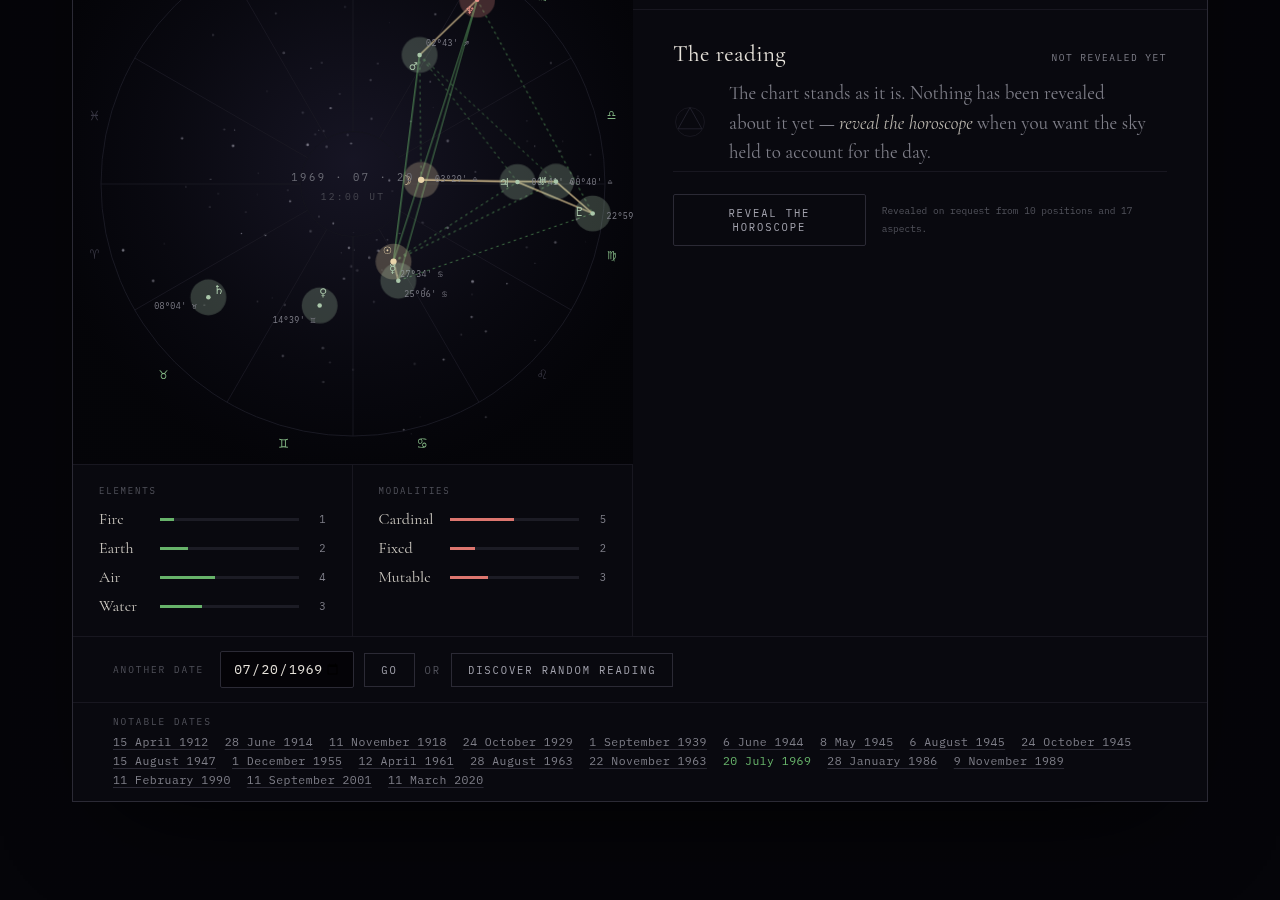 The reading
NOT REVEALED YET
The chart stands as it is. Nothing has been revealed
about it yet — reveal the horoscope when you want the sky
held to account for the day.
REVEAL THE
HOROSCOPE
Revealed on request from 10 positions and 17
aspects.
1969 · 07 · 2
12:00 UT
22°59
27°34' ♋
25°06' ♋
08°04' ♉
14°39' ♊
♓
♈
♉
♊
♋
♌
♍
♎
ELEMENTS
Fire 1
Earth 2
Air 4
Water 3
MODALITIES
Cardinal 5
Fixed 2
Mutable 3
ANOTHER DATE 07/20/1969 GO OR DISCOVER RANDOM READING
NOTABLE DATES
15 April 1912 28 June 1914 11 November 1918 24 October 1929 1 September 1939 6 June 1944 8 May 1945 6 August 1945 24 October 1945
15 August 1947 1 December 1955 12 April 1961 28 August 1963 22 November 1963 20 July 1969 28 January 1986 9 November 1989
11 February 1990 11 September 2001 11 March 2020